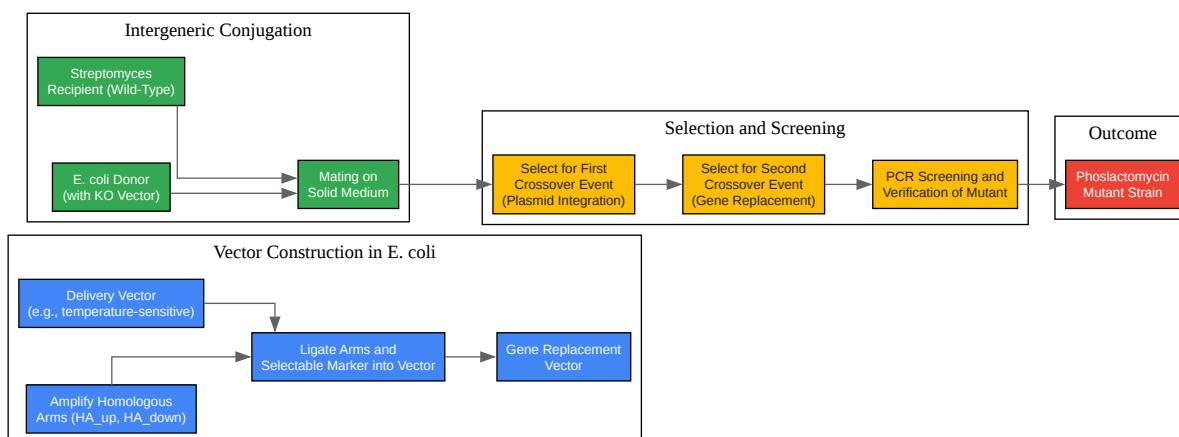 Intergeneric Conjugation
Streptomyces
Recipient (Wild-Type)
E. coli Donor
(with KO Vector)
Mating on
Solid Medium
Selection and Screening
Select for First
Crossover Event
(Plasmid Integration)
Select for Second
Crossover Event
(Gene Replacement)
PCR Screening and
Verification of Mutant
Outcome
Phoslactomycin
Mutant Strain
Vector Construction in E. coli
Delivery Vector
(e.g., temperature-sensitive)
Amplify Homologous
Arms (HA_up, HA_down)
Ligate Arms and
Selectable Marker into Vector
Gene Replacement
Vector